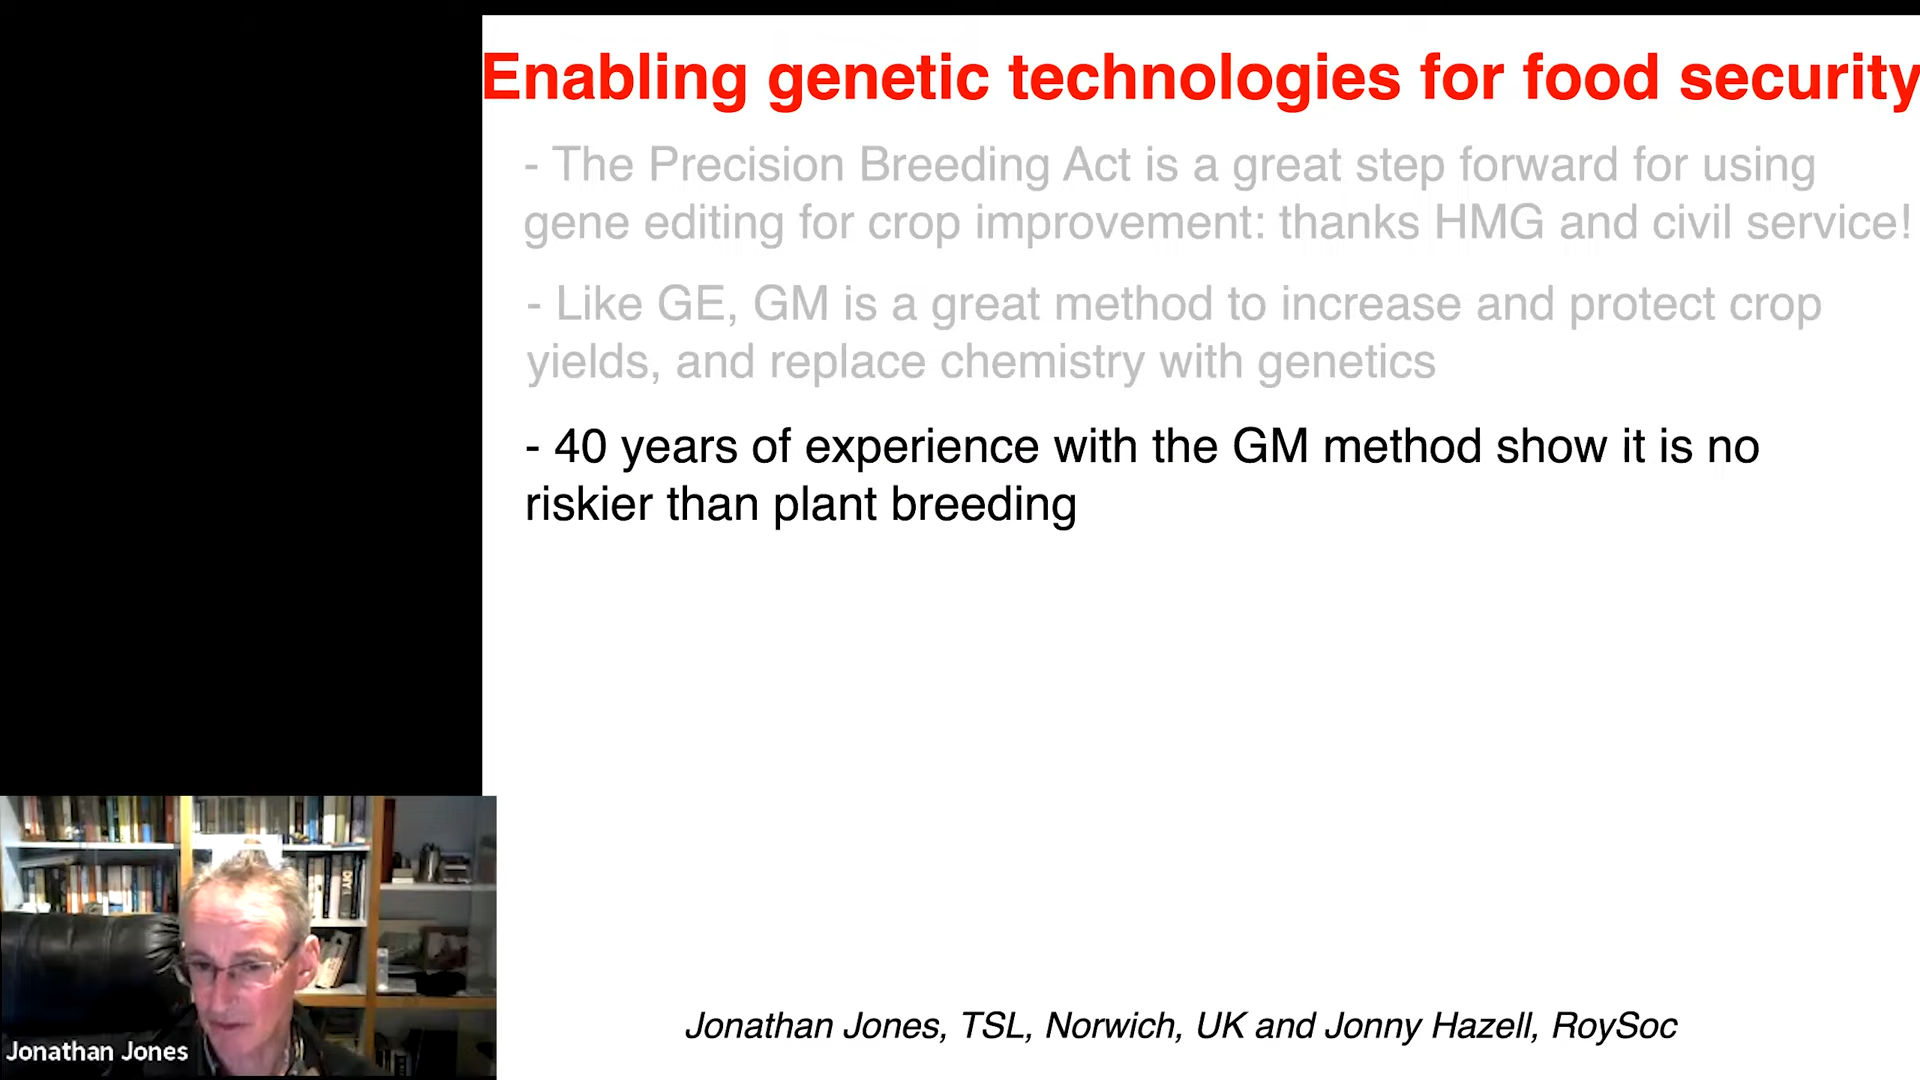 Enabling genetic technologies for food security
- The Precision Breeding Act is a great step forward for using
gene editing for crop improvement: thanks HMG and civil service!
- Like GE, GM is a great method to increase and protect crop
yields, and replace chemistry with genetics
- 40 years of experience with the GM method show it is no
riskier than plant breeding
Jonathan Jones, TSL, Norwich, UK and Jonny Hazell, RoySoc
DIY
Jonathan Jones